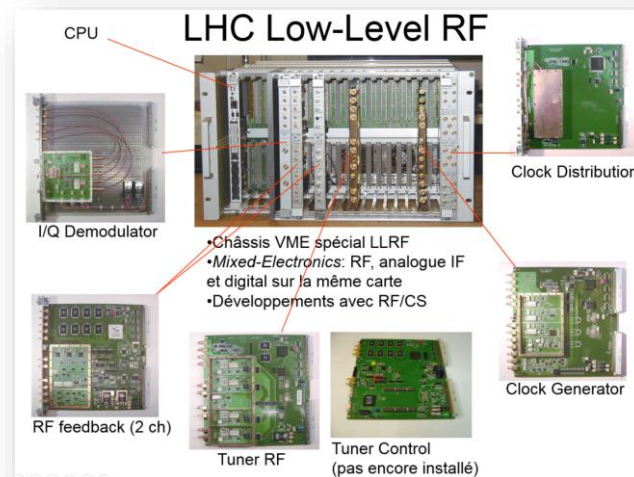 LHC Low-Level RF
CPU
I/Q Demodulator
Clock Distribution
•Châssis VME spécial LLRF
•Mixed-Electronics: RF, analogue IF
et digital sur la même carte
•Développements avec RF/CS
RF feedback (2 ch)
Tuner RF
Tuner Control
(pas encore installé)
Clock Generator